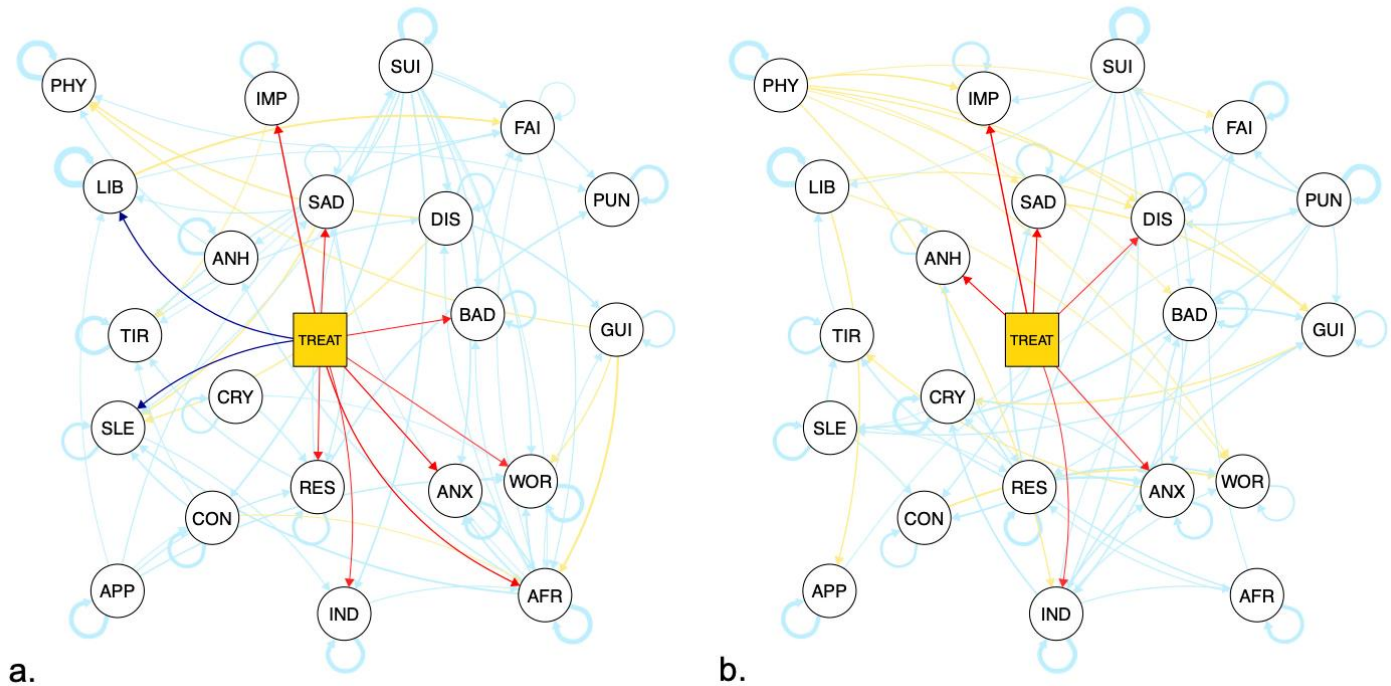 PHY
IMP
SUI
FAI
LIB
SAD
DIS
PUN
ANH
TIR
TREAT
BAD
GUI
SLE
CRY
RES
ANX
WOR
CON
APP
IND
AFR
a.
PHY
IMP
SUI
FAI
LIB
SAD
DIS
PUN
ANH
TIR
TREAT
BAD
GUI
SLE
CRY
RES
ANX
WOR
CON
APP
IND
AFR
b.